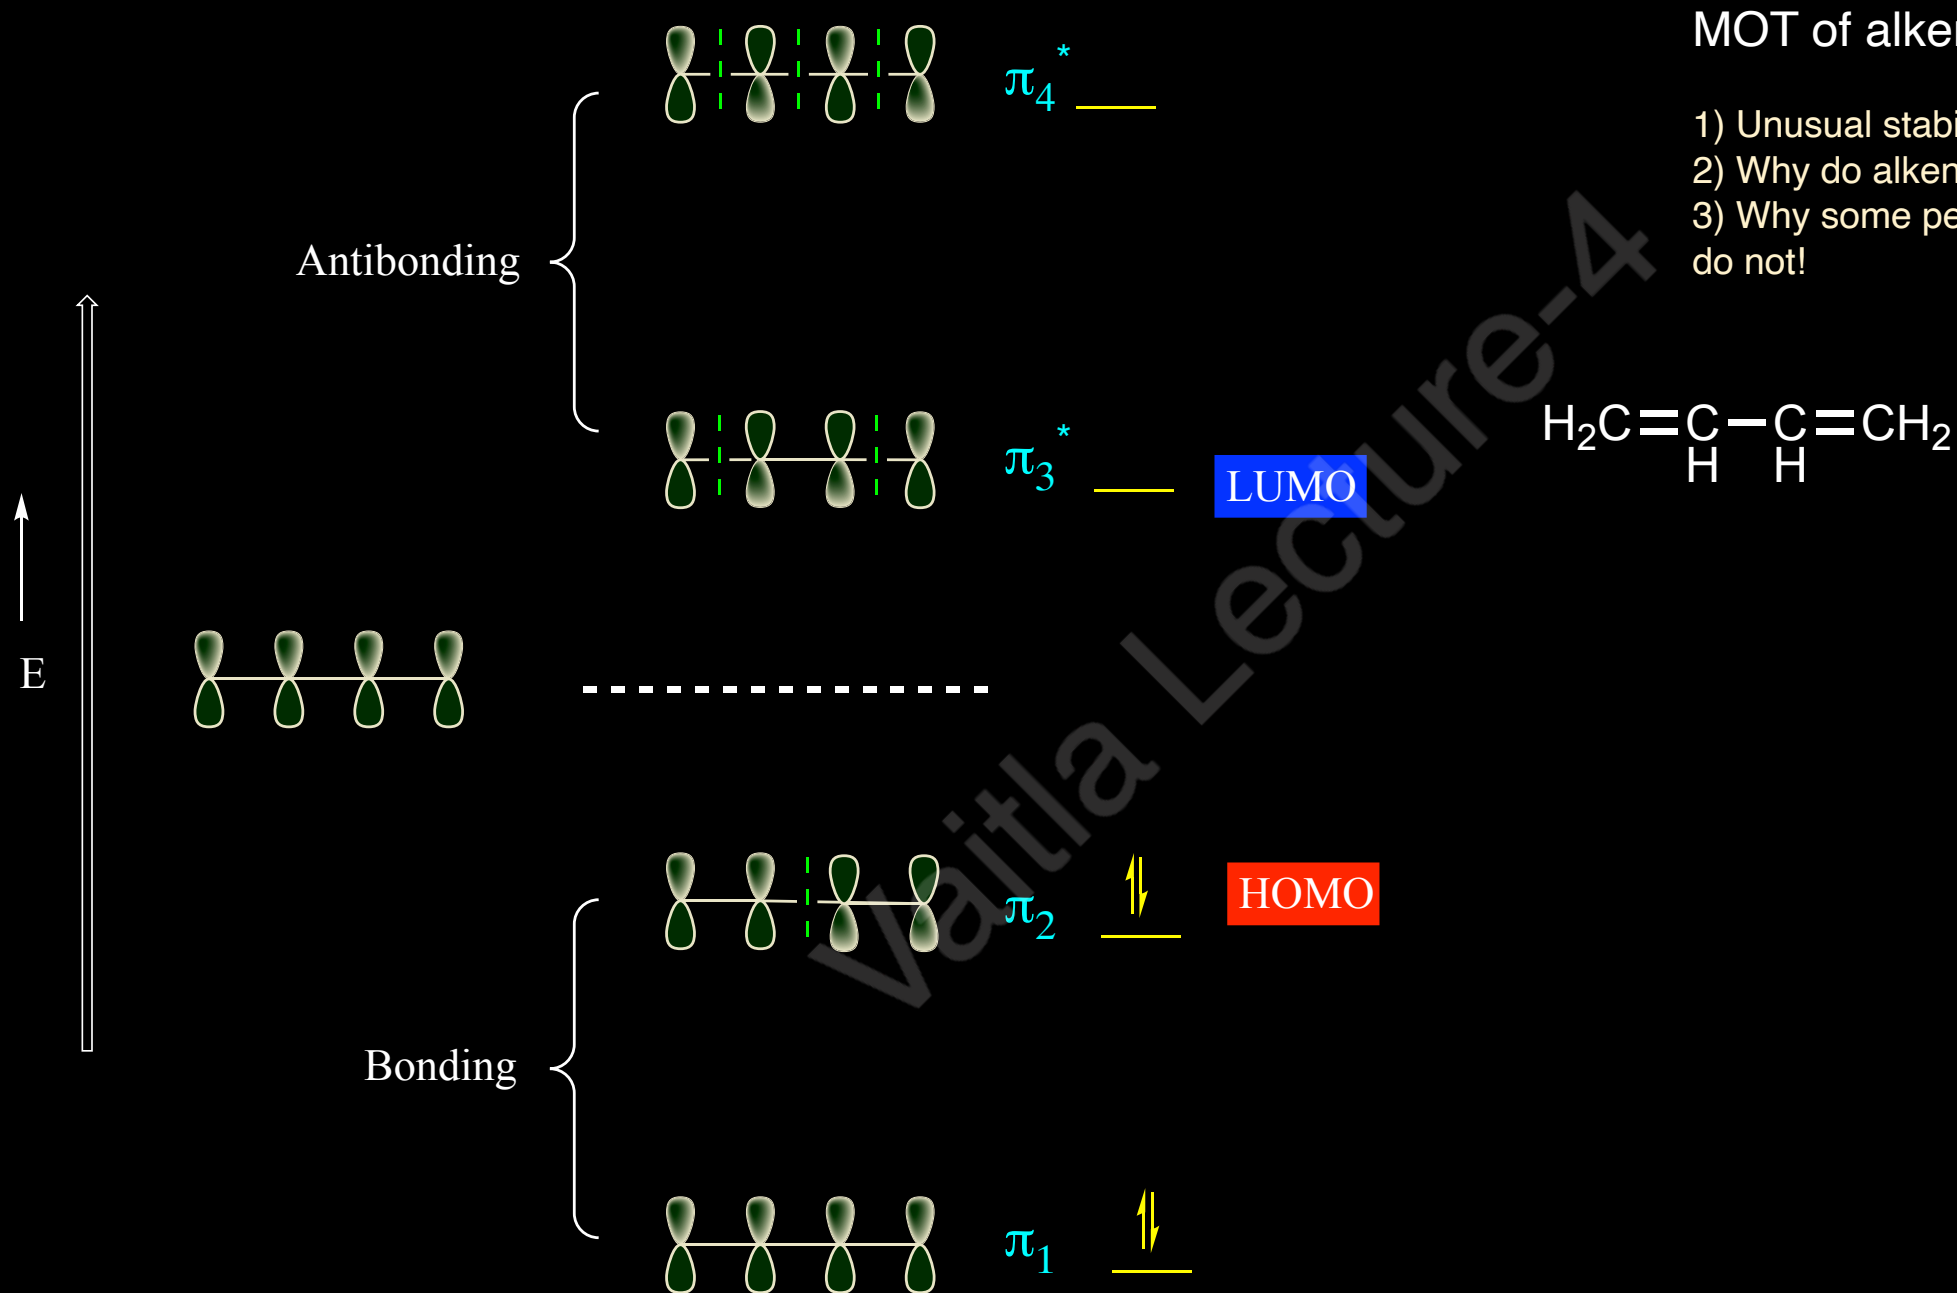 MOT of alke
1) Unusual stabi
2) Why do alken
3) Why some pe
do not!
π4*
Antibonding
H2C=C-C=CH2
H H
π3*
LUMO
E
π2
HOMO
Bonding
π1
Vaitla Lecture-4